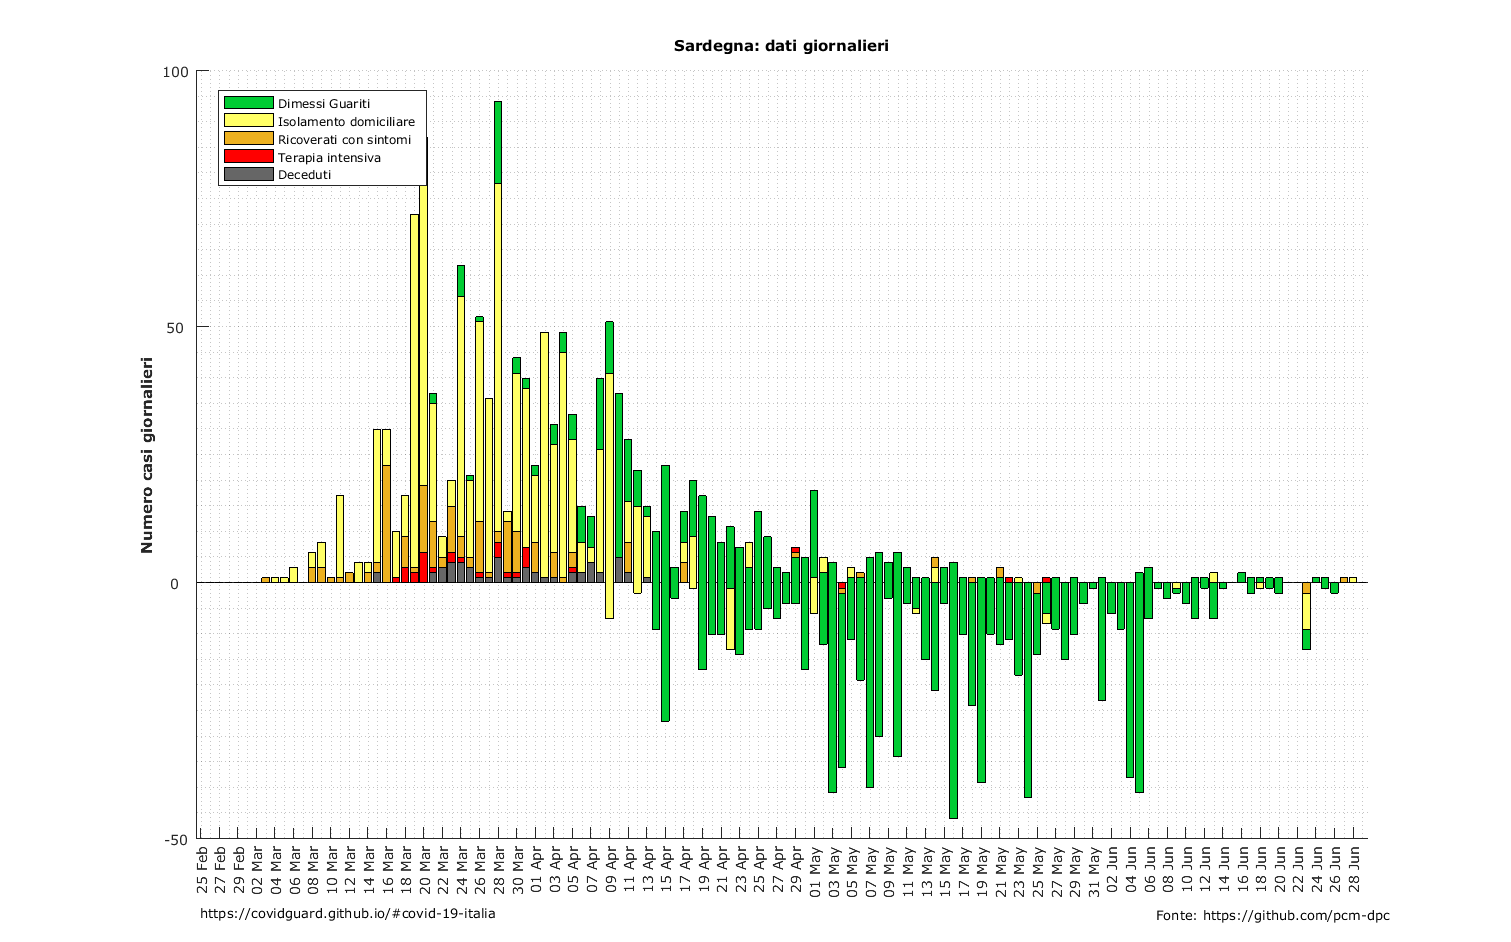 Sardegna: dati giornalieri
100
50
0
-50
Numero casi giornalieri
Dimessi Guariti
Isolamento domiciliare
Ricoverati con sintomi
Terapia intensiva
Deceduti
25 Feb
27 Feb
29 Feb
02 Mar
04 Mar
06 Mar
08 Mar
10 Mar
12 Mar
14 Mar
16 Mar
18 Mar
20 Mar
22 Mar
24 Mar
26 Mar
28 Mar
30 Mar
01 Apr
03 Apr
05 Apr
07 Apr
09 Apr
11 Apr
13 Apr
15 Apr
17 Apr
19 Apr
21 Apr
23 Apr
25 Apr
27 Apr
29 Apr
01 May
03 May
05 May
07 May
09 May
11 May
13 May
15 May
17 May
19 May
21 May
23 May
25 May
27 May
29 May
31 May
02 Jun
04 Jun
06 Jun
08 Jun
10 Jun
12 Jun
14 Jun
16 Jun
18 Jun
20 Jun
22 Jun
24 Jun
26 Jun
28 Jun
https://covidguard.github.io/#covid-19-italia
Fonte: https://github.com/pcm-dpc